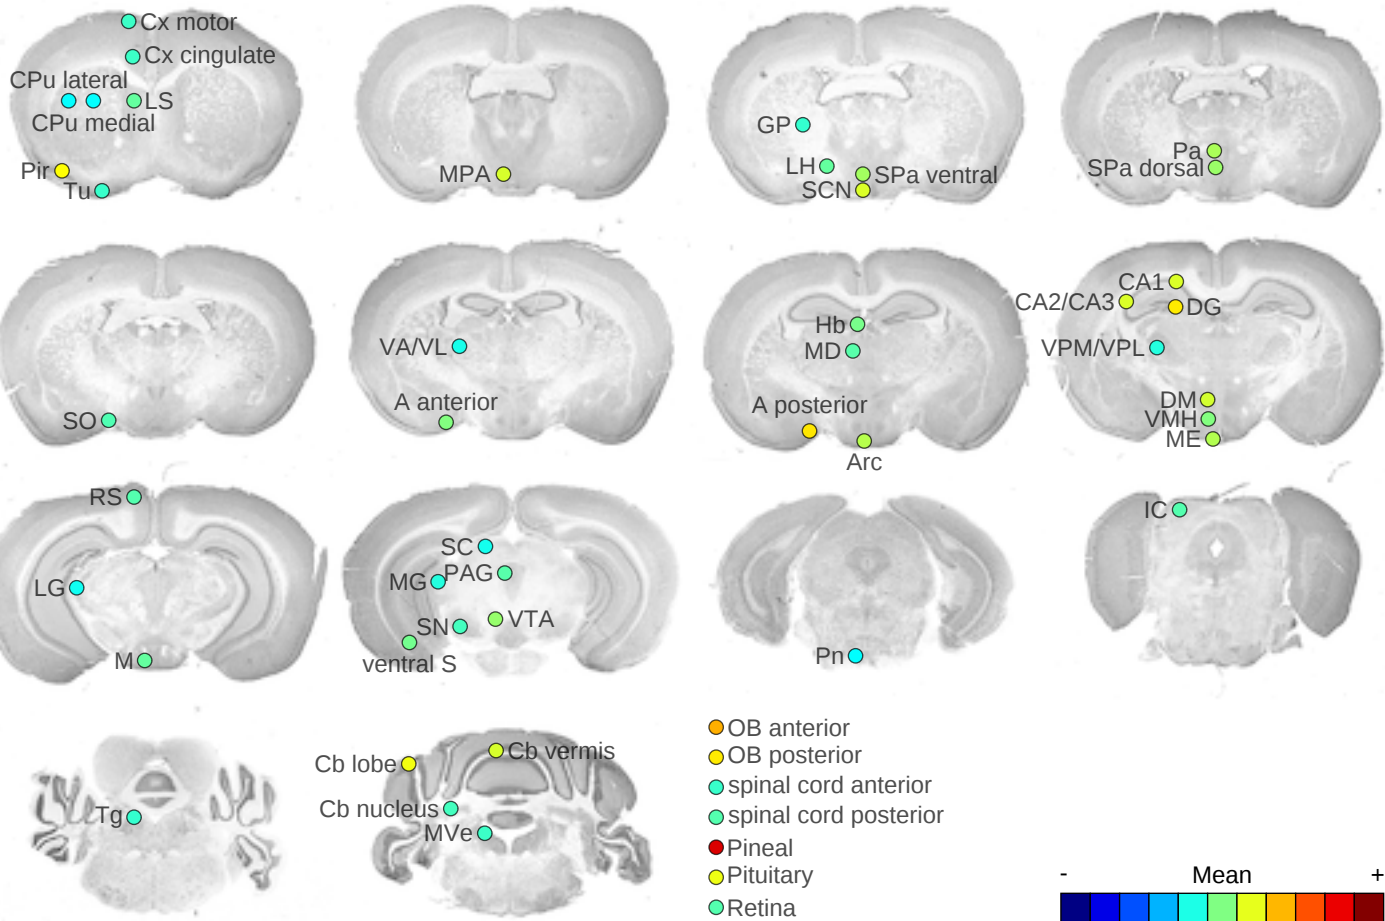 Cx motor
Cx cingulate
CPu lateral
LS
CPu medial
Pir
Tu
MPA
GP
LH
SPa ventral
SCN
Pa
SPa dorsal
SO
VA/VL
A anterior
Hb
MD
A posterior
Arc
CA1
CA2/CA3
DG
VPM/VPL
DM
VMH
ME
RS
LG
M
SC
MG
PAG
SN
VTA
ventral S
Pn
IC
Tg
Cb lobe
Cb vermis
Cb nucleus
MVe
OB anterior
OB posterior
spinal cord anterior
spinal cord posterior
Pineal
Pituitary
Retina
- Mean +